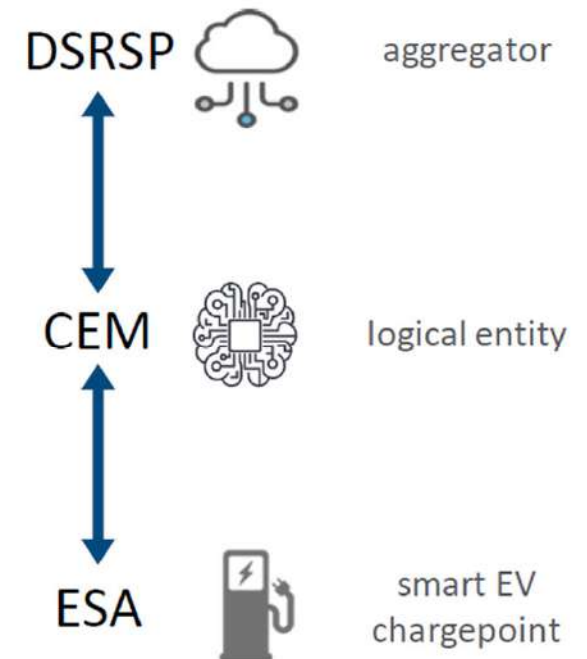 DSRSP
aggregator
CEM
logical entity
ESA
smart EV
chargepoint